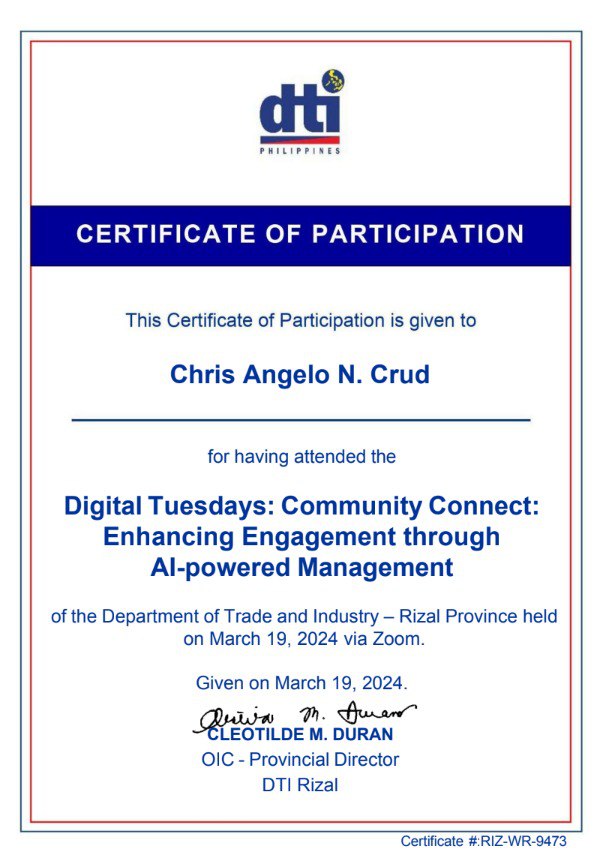 dti
PHILIPPINES
CERTIFICATE OF PARTICIPATION
This Certificate of Participation is given to
Chris Angelo N. Crud
for having attended the
Digital Tuesdays: Community Connect:
Enhancing Engagement through
AI-powered Management
of the Department of Trade and Industry – Rizal Province held
on March 19, 2024 via Zoom.
Given on March 19, 2024.
CLEOTILDE M. DURAN
OIC - Provincial Director
DTI Rizal
Certificate #:RIZ-WR-9473